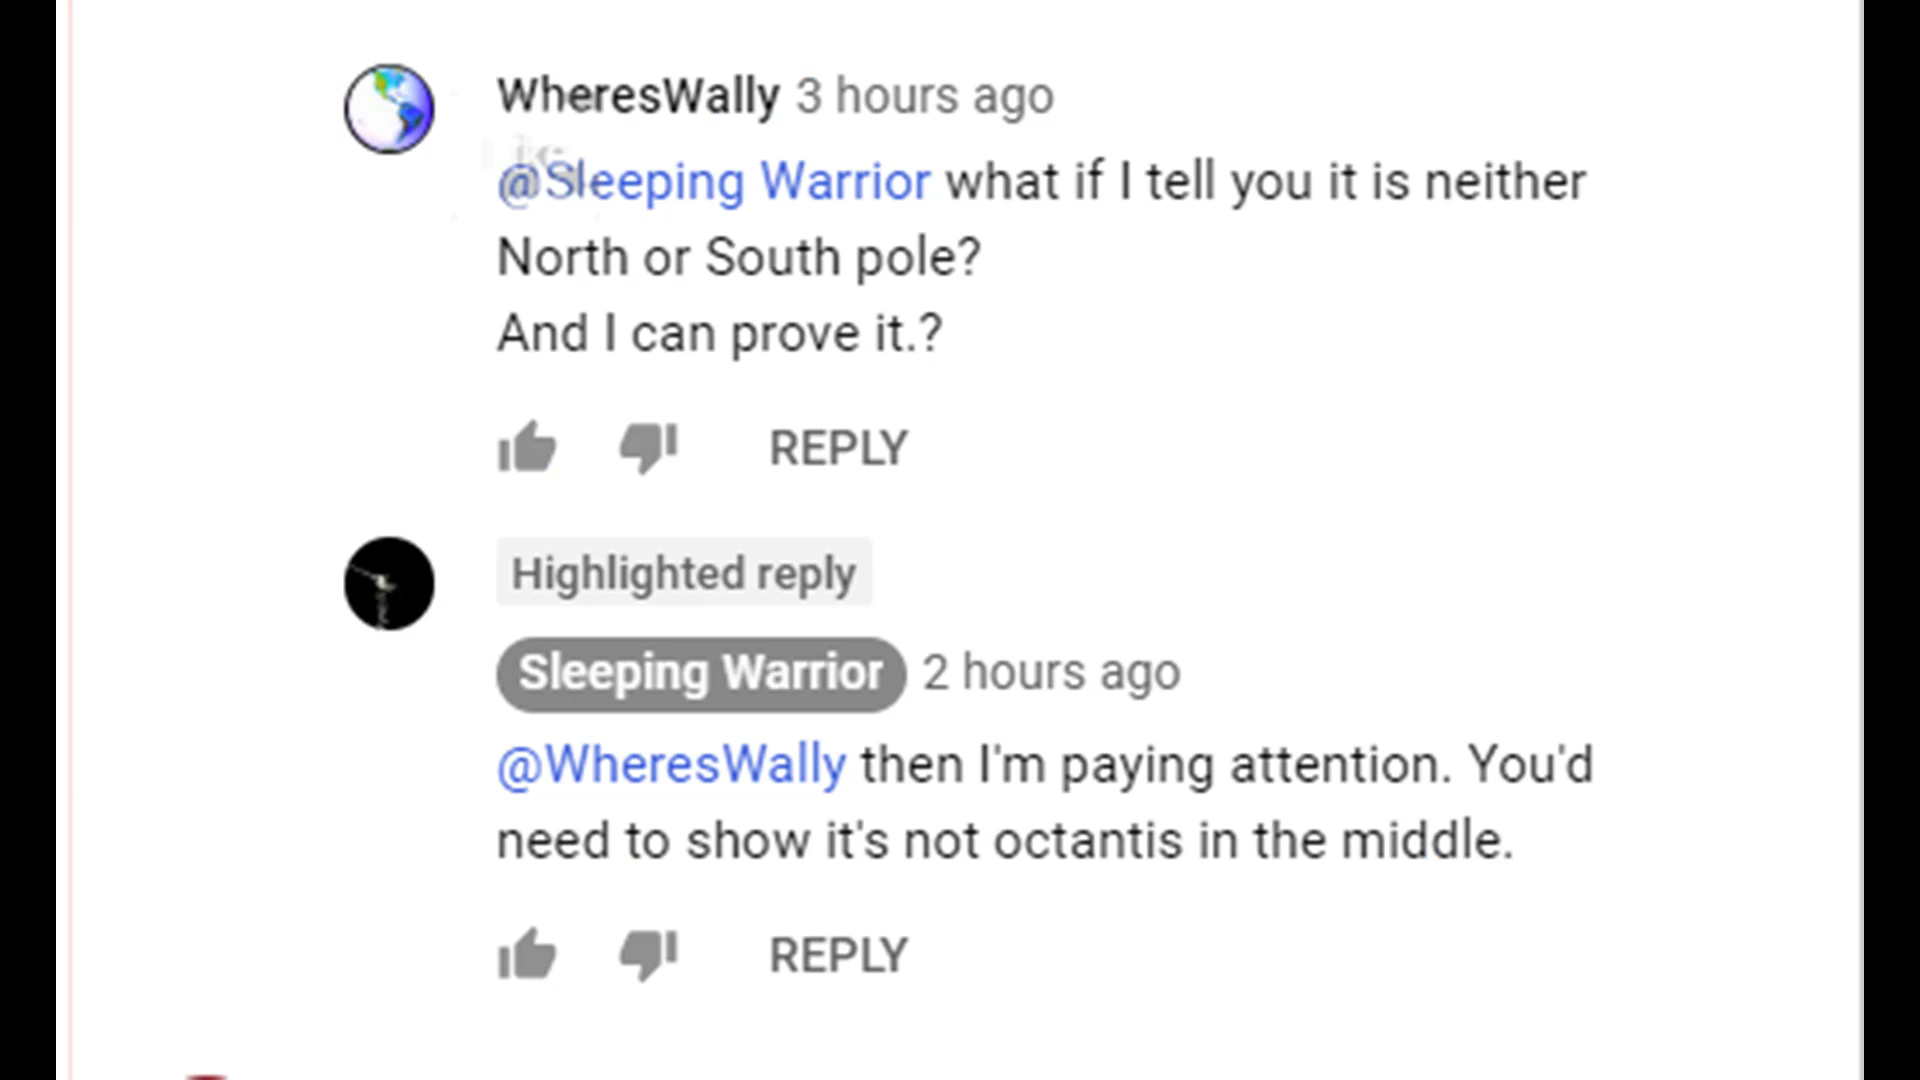 WheresWally 3 hours ago
@Sleeping Warrior what if I tell you it is neither
North or South pole?
And I can prove it.?
REPLY
Highlighted reply
Sleeping Warrior 2 hours ago
@WheresWally then I'm paying attention. You'd
need to show it's not octantis in the middle.
REPLY